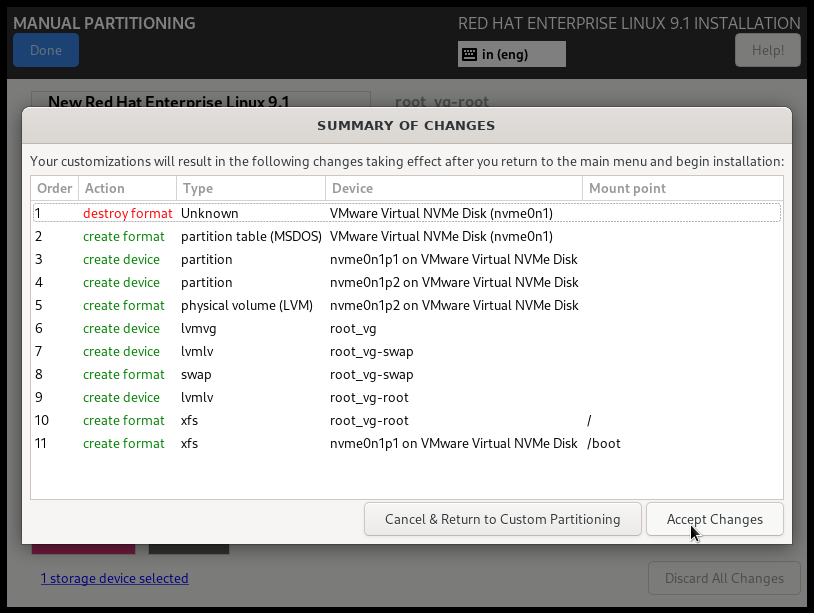 MANUAL PARTITIONING
RED HAT ENTERPRISE LINUX 9.1 INSTALLATION
Done
in (eng)
Help!
New Red Hat Enterprise Linux 9.1
root_vg-root
SUMMARY OF CHANGES
Your customizations will result in the following changes taking effect after you return to the main menu and begin installation:
Order Action Type Device Mount point
1 destroy format Unknown VMware Virtual NVMe Disk (nvme0n1)
2 create format partition table (MSDOS) VMware Virtual NVMe Disk (nvme0n1)
3 create device partition nvme0n1p1 on VMware Virtual NVMe Disk
4 create device partition nvme0n1p2 on VMware Virtual NVMe Disk
5 create format physical volume (LVM) nvme0n1p2 on VMware Virtual NVMe Disk
6 create device lvmvg root_vg
7 create device lvmlv root_vg-swap
8 create format swap root_vg-swap
9 create device lvmlv root_vg-root
10 create format xfs root_vg-root /
11 create format xfs nvme0n1p1 on VMware Virtual NVMe Disk /boot
Cancel & Return to Custom Partitioning
Accept Changes
1 storage device selected
Discard All Changes